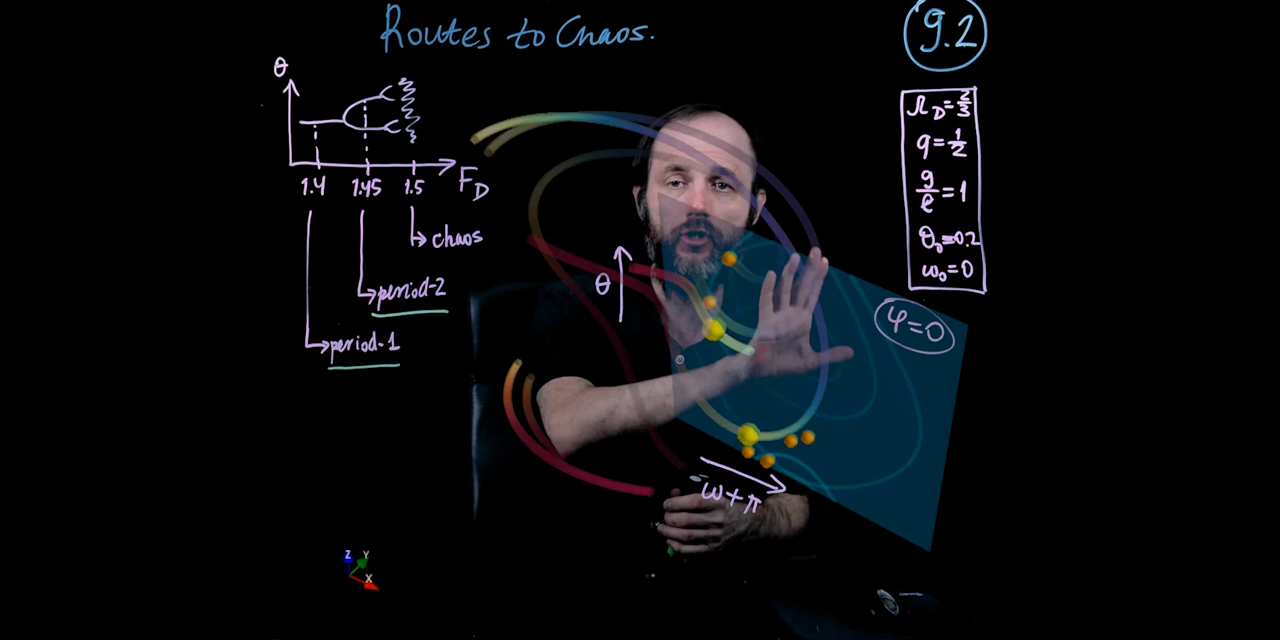 Routes to Chaos.
9.2
θ
1.4 1.45 1.5
F_D
chaos
period-2
period-1
Ω_D=2/3
q=1/2
g/ℓ=1
θ₀=0.2
ω₀=0
φ=0
θ
ω+π
Z Y
X